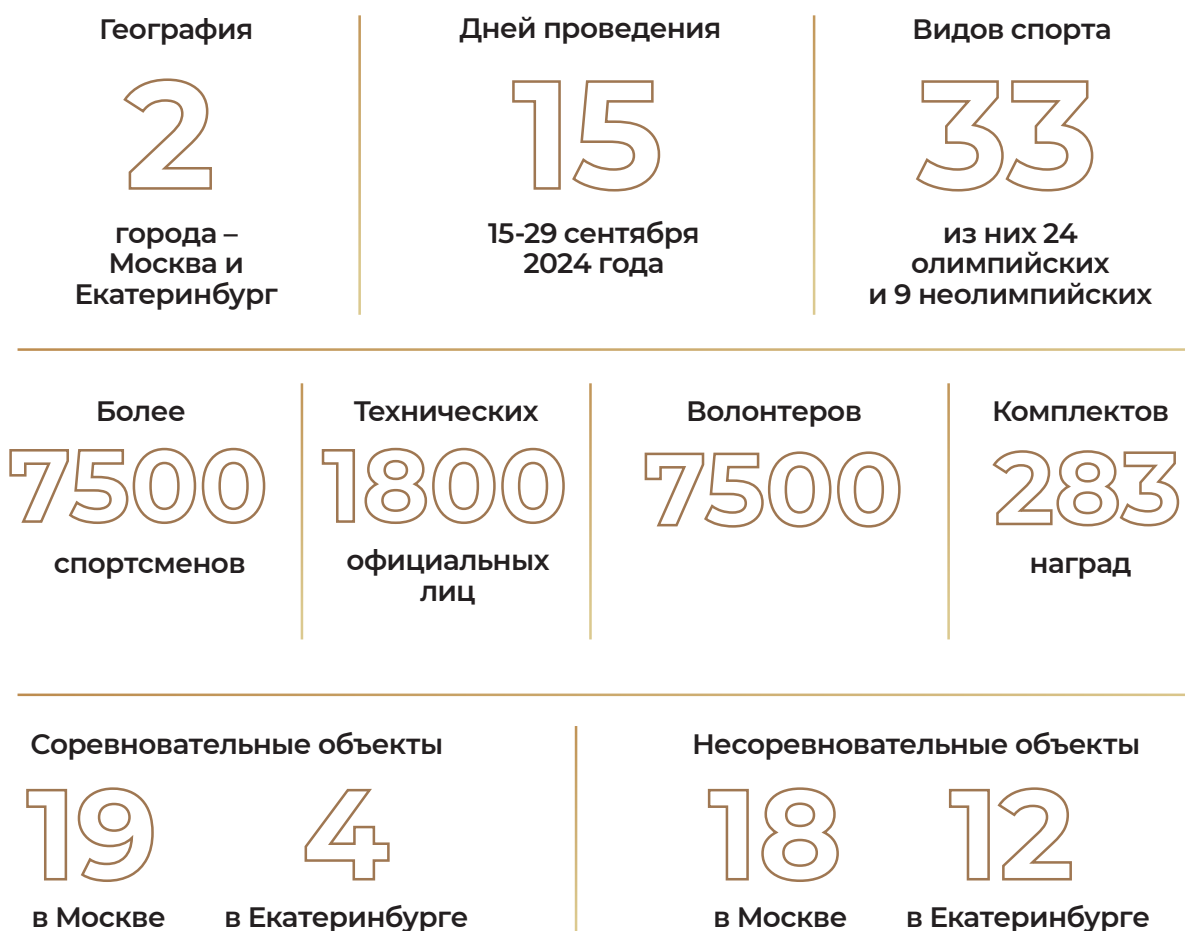 География
2
города –
Москва и
Екатеринбург
Дней проведения
15
15-29 сентября
2024 года
Видов спорта
33
из них 24
олимпийских
и 9 неолимпийских
Более
7500
спортсменов
Технических
1800
официальных
лиц
Волонтеров
7500
Комплектов
283
наград
Соревновательные объекты
19
в Москве
4
в Екатеринбурге
Несоревновательные объекты
18
в Москве
12
в Екатеринбурге